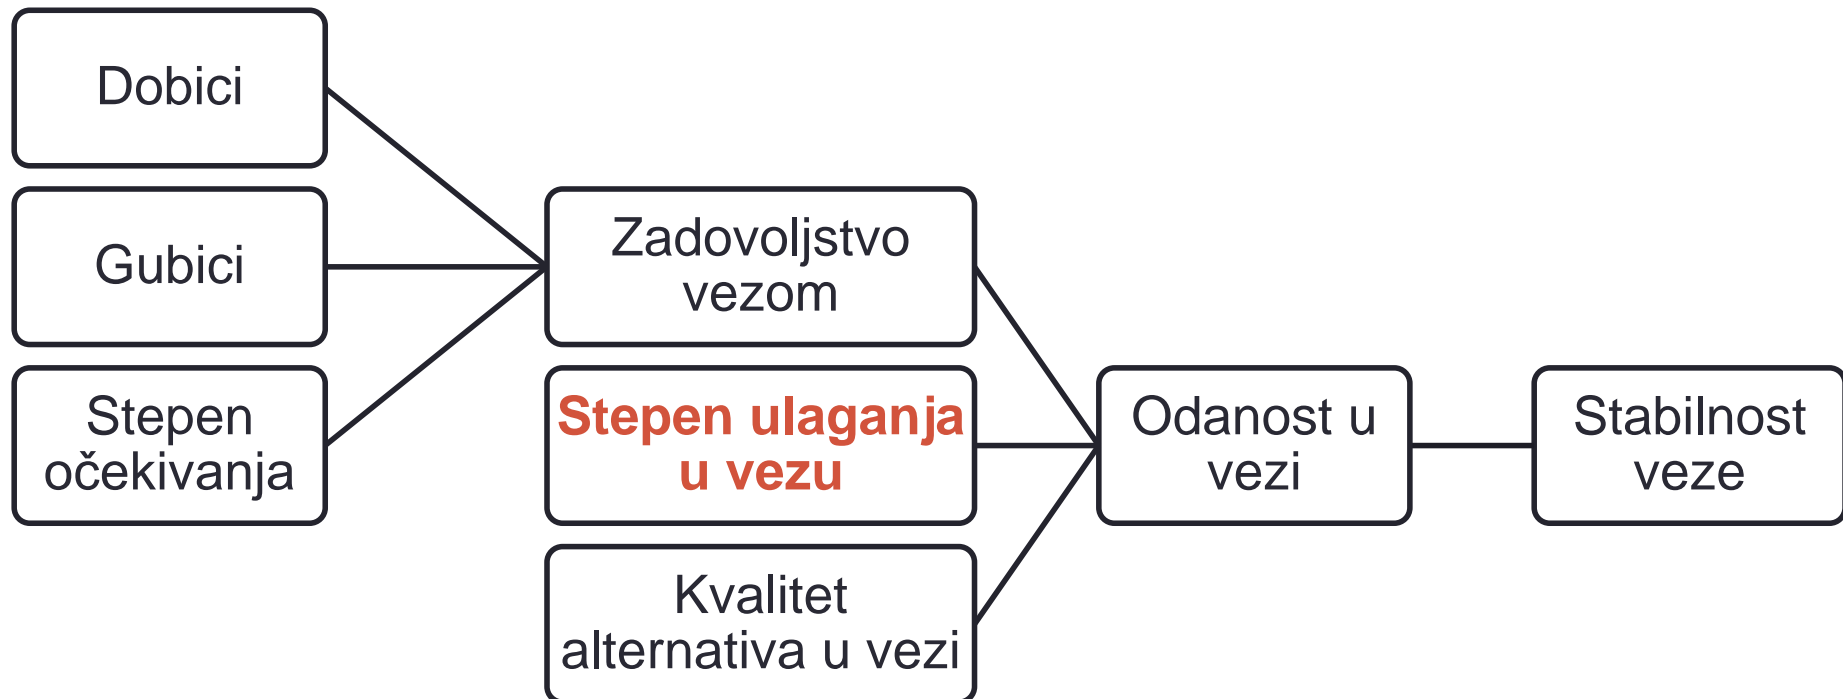 Dobici
Gubici
Stepen
očekivanja
Zadovoljstvo
vezom
Stepen ulaganja
u vezu
Kvalitet
alternativa u vezi
Odanost u
vezi
Stabilnost
veze